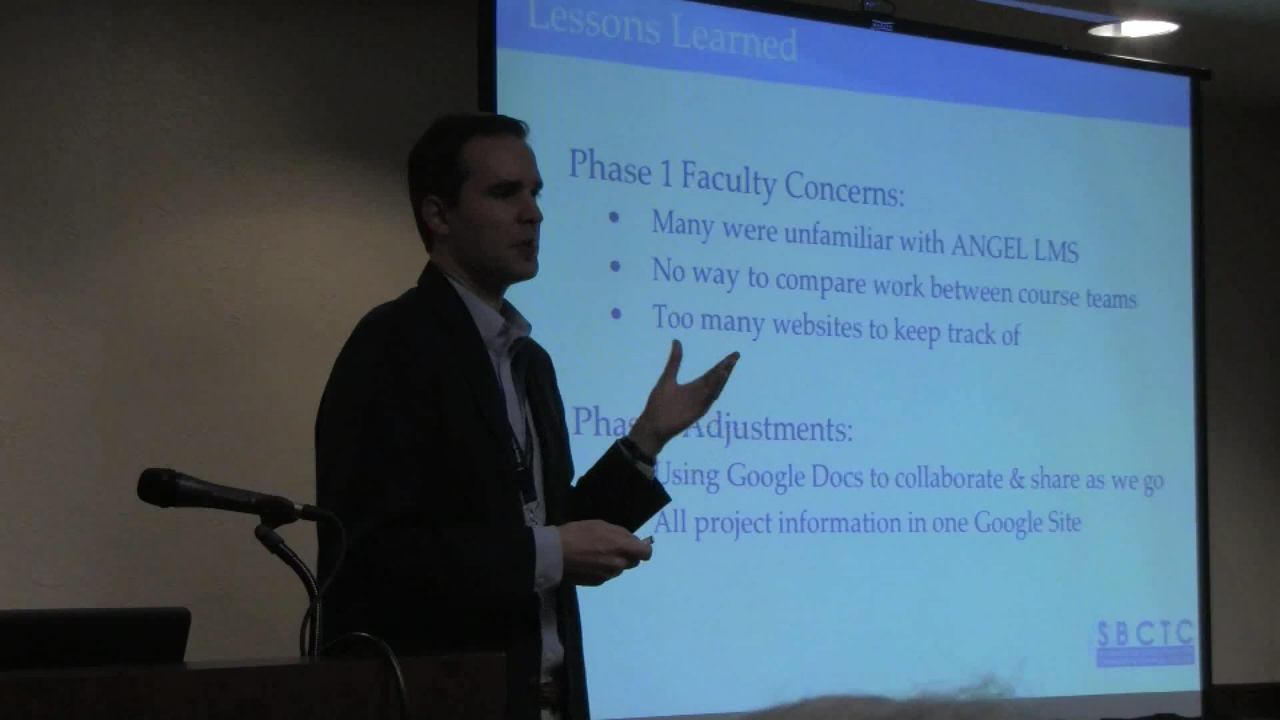 Lessons Learned
Phase 1 Faculty Concerns:
• Many were unfamiliar with ANGEL LMS
• No way to compare work between course teams
• Too many websites to keep track of
Adjustments:
Using Google Docs to collaborate & share as we go
All project information in one Google Site
SBCTC